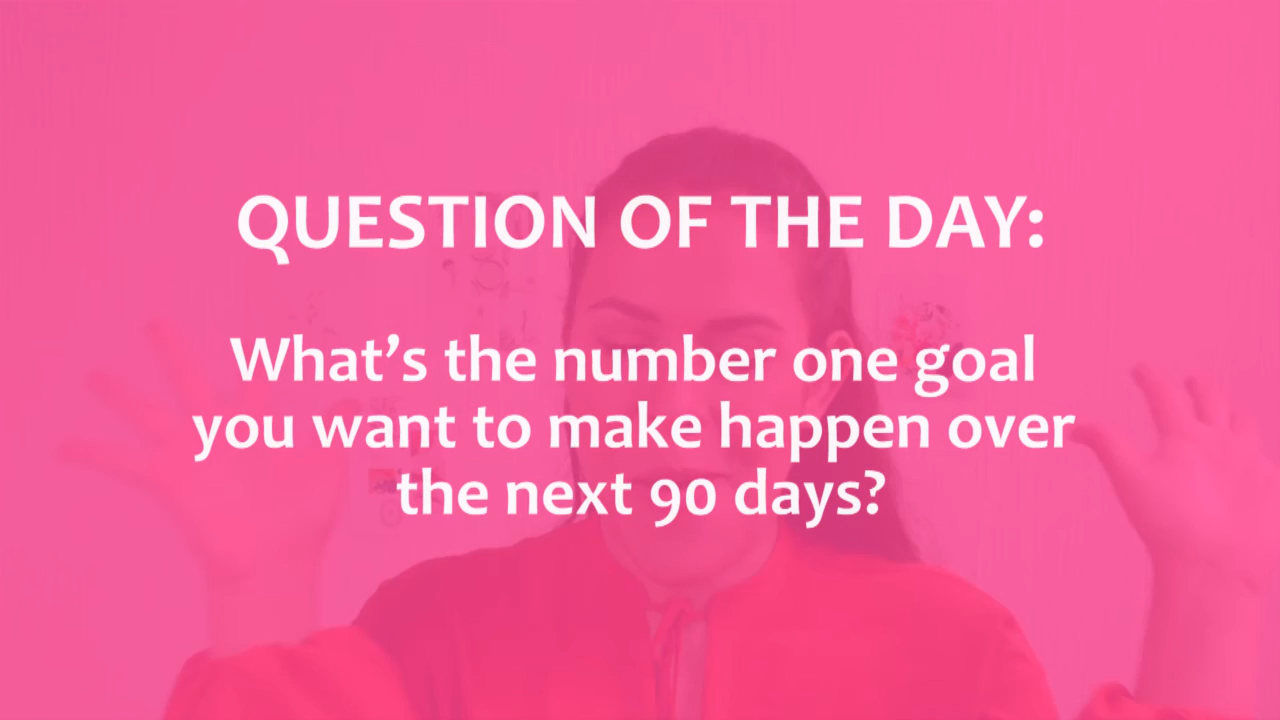 QUESTION OF THE DAY:
What’s the number one goal
you want to make happen over
the next 90 days?